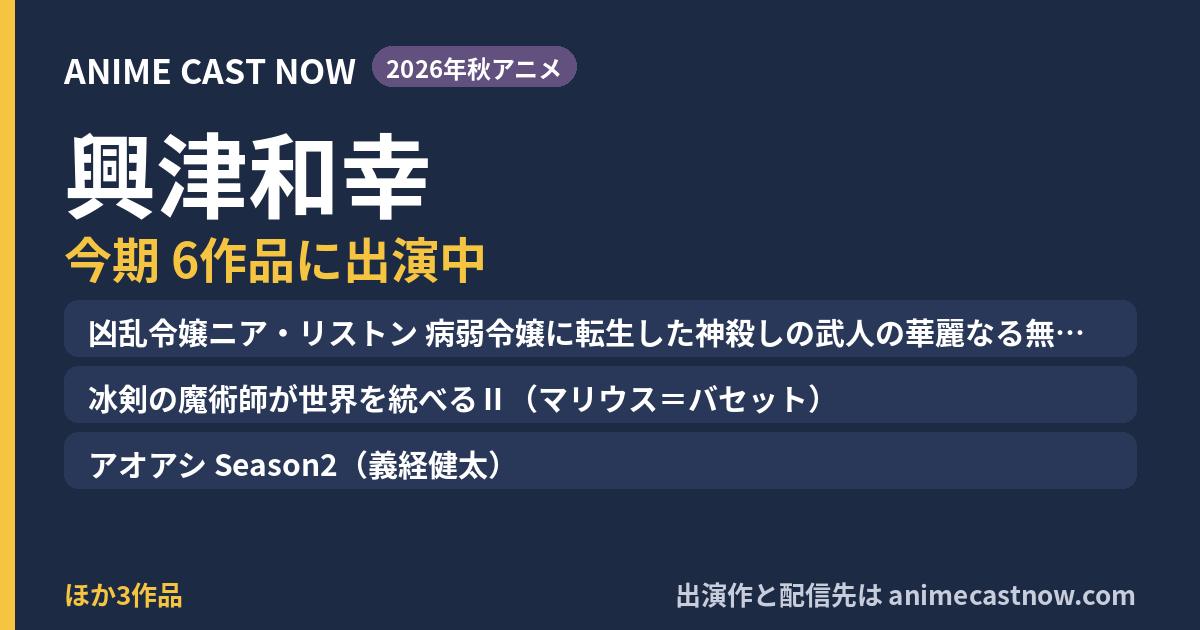 ANIME CAST NOW 2026年秋アニメ
興津和幸
今期 6作品に出演中
凶乱令嬢ニア・リストン 病弱令嬢に転生した神殺しの武人の華麗なる無…
冰剣の魔術師が世界を統べるⅡ（マリウス＝バセット）
アオアシ Season2（義経健太）
ほか3作品
出演作と配信先は animecastnow.com